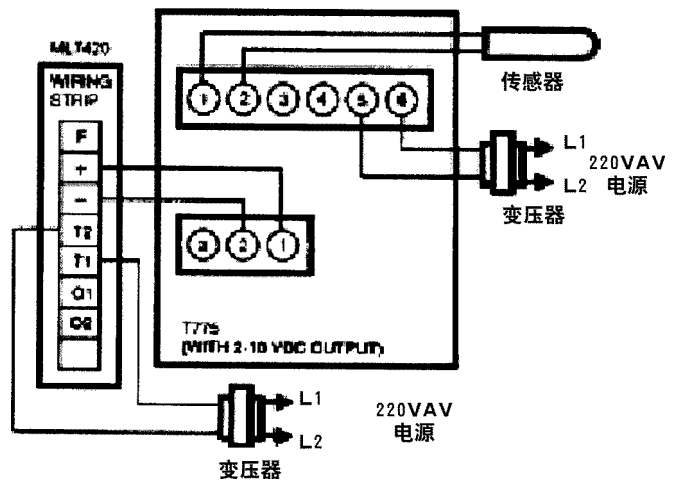 MLT420
WIRING
STRIP
F
+
−
T2
T1
1 2 3 4 5 6
3 2 1
T775
(WITH 2-10 VDC OUTPUT)
传感器
L1
L2
220VAV
电源
变压器
L1
L2
220VAV
电源
变压器